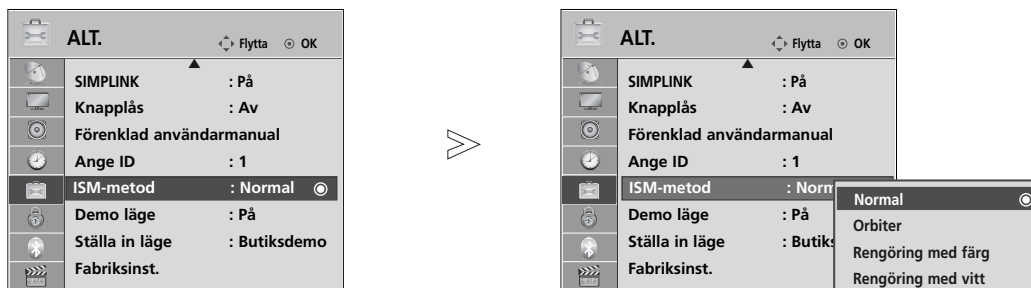 ALT.
Flytta OK
SIMPLINK : På
Knapplås : Av
Förenklad användarmanual
Ange ID : 1
ISM-metod : Normal
Demo läge : På
Ställa in läge : Butiksdemo
Fabriksinst.
ALT.
Flytta OK
SIMPLINK : På
Knapplås : Av
Förenklad användarmanual
Ange ID : 1
ISM-metod : Norm
Demo läge : På
Ställa in läge : Butiks
Fabriksinst.
Normal
Orbiter
Rengöring med färg
Rengöring med vitt